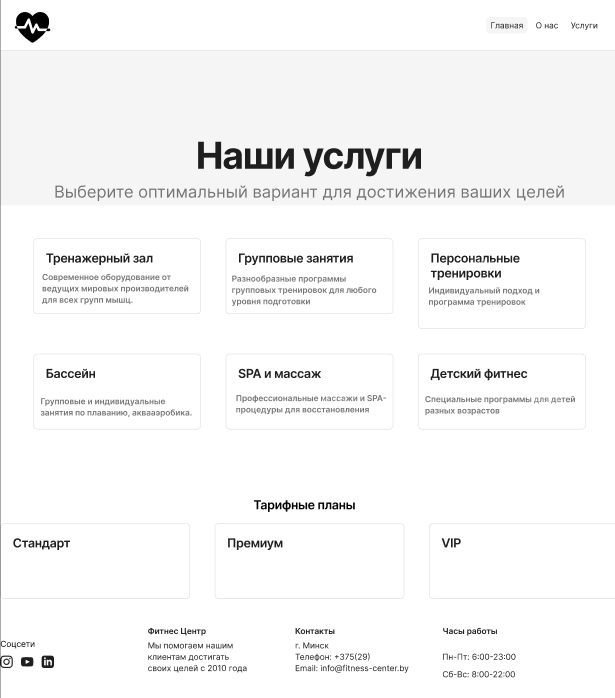 Главная О нас Услуги
Наши услуги
Выберите оптимальный вариант для достижения ваших целей
Тренажерный зал
Современное оборудование от
ведущих мировых производителей
для всех групп мышц.
Групповые занятия
Разнообразные программы
групповых тренировок для любого
уровня подготовки
Персональные
тренировки
Индивидуальный подход и
программа тренировок
Бассейн
Групповые и индивидуальные
занятия по плаванию, аквааэробика.
SPA и массаж
Профессиональные массажи и SPA-
процедуры для восстановления
Детский фитнес
Специальные программы для детей
разных возрастов
Тарифные планы
Стандарт
Премиум
VIP
Соцсети
Фитнес Центр
Мы помогаем нашим
клиентам достигать
своих целей с 2010 года
Контакты
г. Минск
Телефон: +375(29)
Email: info@fitness-center.by
Часы работы
Пн-Пт: 6:00-23:00
Сб-Вс: 8:00-22:00